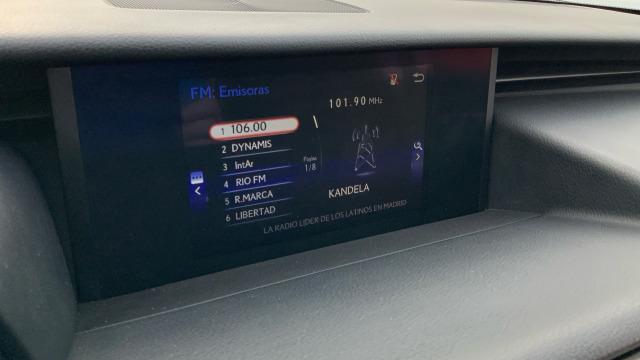 FM: Emisoras
101.90 MHz
1 106.00
2 DYNAMIS
3 IntAr
4 RIO FM
5 R.MARCA
6 LIBERTAD
Página
1/8
KANDELA
LA RADIO LIDER DE LOS LATINOS EN MADRID